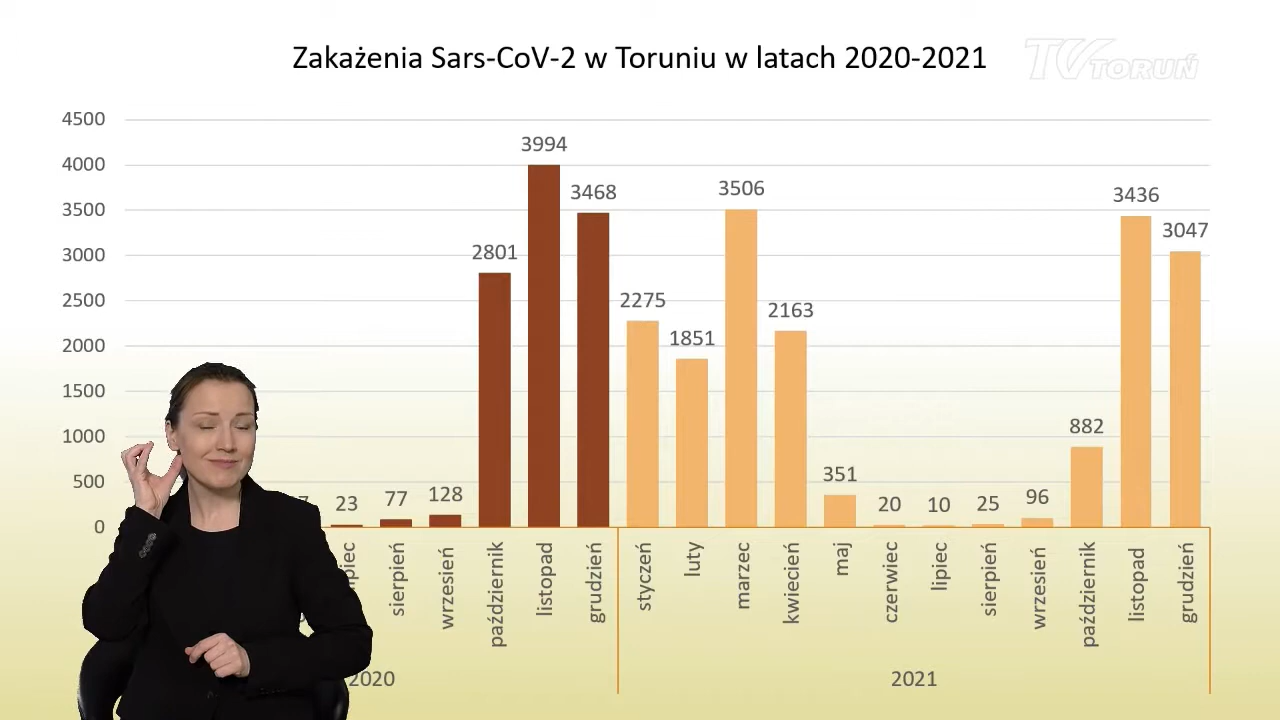 Zakażenia Sars-CoV-2 w Toruniu w latach 2020-2021
TV TORUŃ
4500
4000
3500
3000
2500
2000
1500
1000
500
0
7
23
77
128
2801
3994
3468
2275
1851
3506
2163
351
20
10
25
96
882
3436
3047
sierpień
wrzesień
październik
listopad
grudzień
styczeń
luty
marzec
kwiecień
maj
czerwiec
lipiec
sierpień
wrzesień
październik
listopad
grudzień
2020
2021